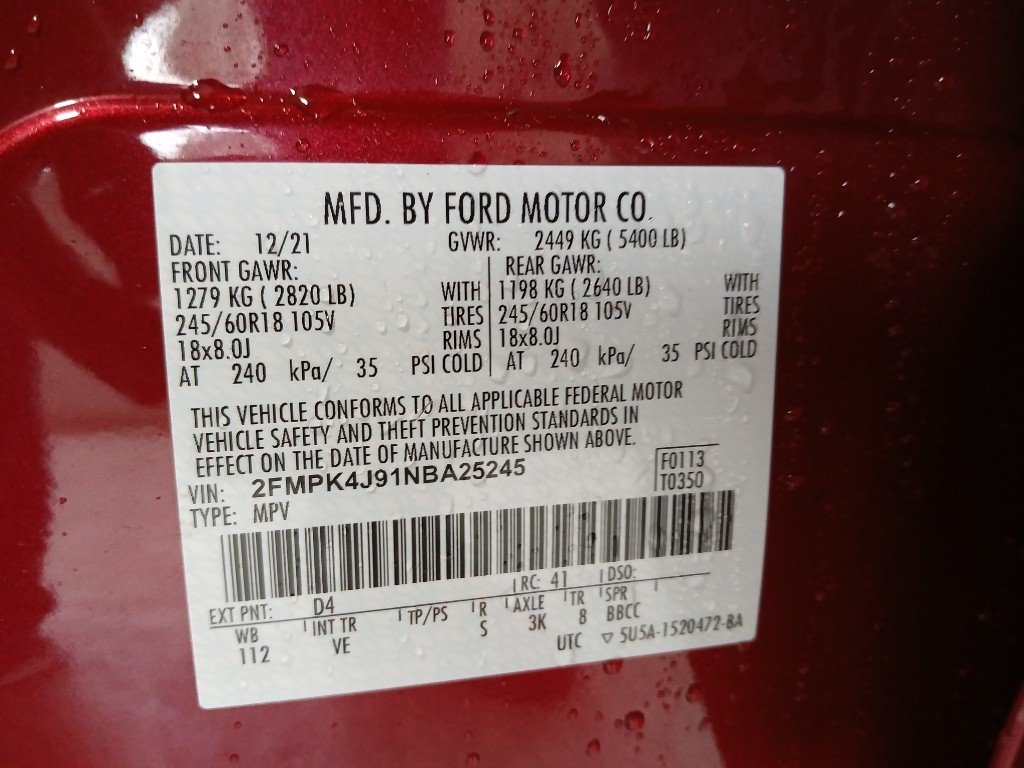 MFD. BY FORD MOTOR CO.
DATE: 12/21 GVWR: 2449 KG ( 5400 LB)
FRONT GAWR: REAR GAWR:
1279 KG ( 2820 LB) WITH 1198 KG ( 2640 LB) WITH
245/60R18 105V TIRES 245/60R18 105V TIRES
18x8.0J RIMS 18x8.0J RIMS
AT 240 kPa/ 35 PSI COLD AT 240 kPa/ 35 PSI COLD
THIS VEHICLE CONFORMS TO ALL APPLICABLE FEDERAL MOTOR
VEHICLE SAFETY AND THEFT PREVENTION STANDARDS IN
EFFECT ON THE DATE OF MANUFACTURE SHOWN ABOVE.
VIN: 2FMPK4J91NBA25245 F0113
TYPE: MPV T0350
EXT PNT: D4 RC: 41 DSO:
WB INT TR TP/PS R AXLE TR SPR
112 VE S 3K 8 BBCC
UTC ▽ 5U5A-1520472-BA